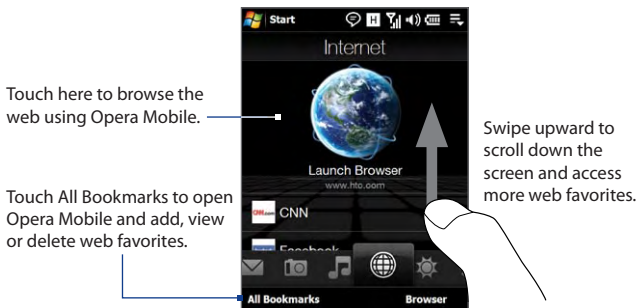 Start
H
Internet
Touch here to browse the
web using Opera Mobile.
Launch Browser
www.htc.com
Swipe upward to
scroll down the
screen and access
more web favorites.
Touch All Bookmarks to open
Opera Mobile and add, view
or delete web favorites.
CNN.com
CNN
Facebook
All Bookmarks
Browser